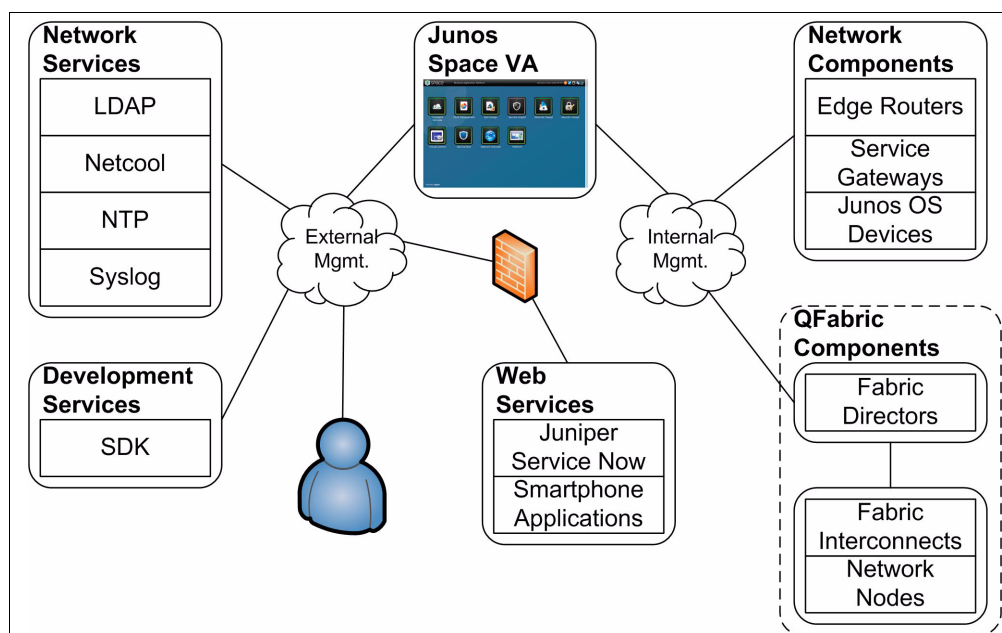 Network
Services
LDAP
Netcool
NTP
Syslog
Junos
Space VA
Network
Components
Edge Routers
Service
Gateways
Junos OS
Devices
External
Mgmt.
Internal
Mgmt.
Development
Services
SDK
Web
Services
Juniper
Service Now
Smartphone
Applications
QFabric
Components
Fabric
Directors
Fabric
Interconnects
Network
Nodes